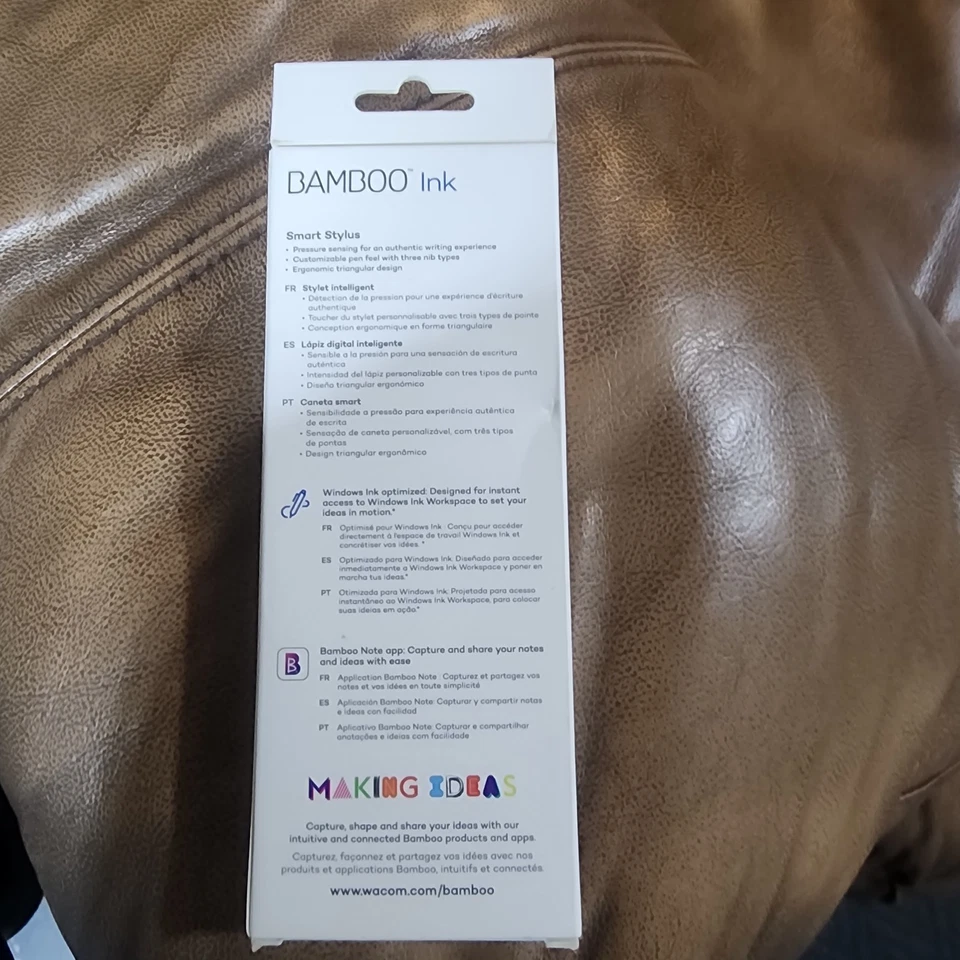 BAMBOO™ Ink
Smart Stylus
• Pressure sensing for an authentic writing experience
• Customizable pen feel with three nib types
• Ergonomic triangular design
FR Stylet intelligent
• Détection de la pression pour une expérience d'écriture
authentique
• Toucher du stylet personnalisable avec trois types de pointe
• Conception ergonomique en forme triangulaire
ES Lápiz digital inteligente
• Sensible a la presión para una sensación de escritura
auténtica
• Intensidad del lápiz personalizable con tres tipos de punta
• Diseño triangular ergonómico
PT Caneta smart
• Sensibilidade a pressão para experiência autêntica
de escrita
• Sensação de caneta personalizável, com três tipos
de pontas
• Design triangular ergonômico
Windows Ink optimized: Designed for instant
access to Windows Ink Workspace to set your
ideas in motion.*
FR Optimisé pour Windows Ink : Conçu pour accéder
directement à l'espace de travail Windows Ink et
concrétiser vos idées. *
ES Optimizado para Windows Ink: Diseñado para acceder
inmediatamente a Windows Ink Workspace y poner en
marcha tus ideas.*
PT Otimizada para Windows Ink: Projetada para acesso
instantâneo ao Windows Ink Workspace, para colocar
suas ideias em ação.*
B
Bamboo Note app: Capture and share your notes
and ideas with ease
FR Application Bamboo Note : Capturez et partagez vos
notes et vos idées en toute simplicité
ES Aplicación Bamboo Note: Capturar y compartir notas
e ideas con facilidad
PT Aplicativo Bamboo Note: Capturar e compartilhar
anotações e ideias com facilidade
MAKING IDEAS
Capture, shape and share your ideas with our
intuitive and connected Bamboo products and apps.
Capturez, façonnez et partagez vos idées avec nos
produits et applications Bamboo, intuitifs et connectés.
www.wacom.com/bamboo